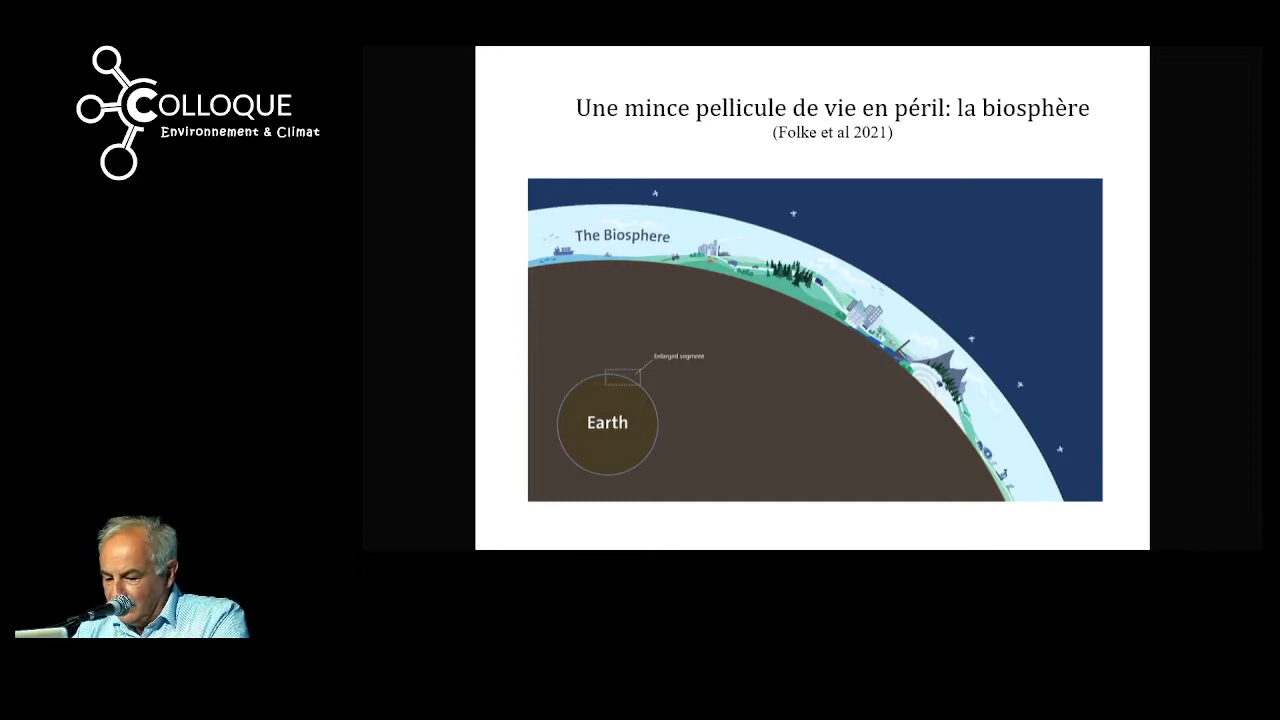 COLLOQUE
Environnement & Climat
Une mince pellicule de vie en péril: la biosphère
(Folke et al 2021)
The Biosphere
Enlarged segment
Earth